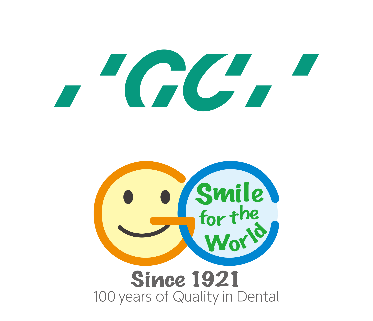 GC
Smile
for the
World
Since 1921
100 years of Quality in Dental